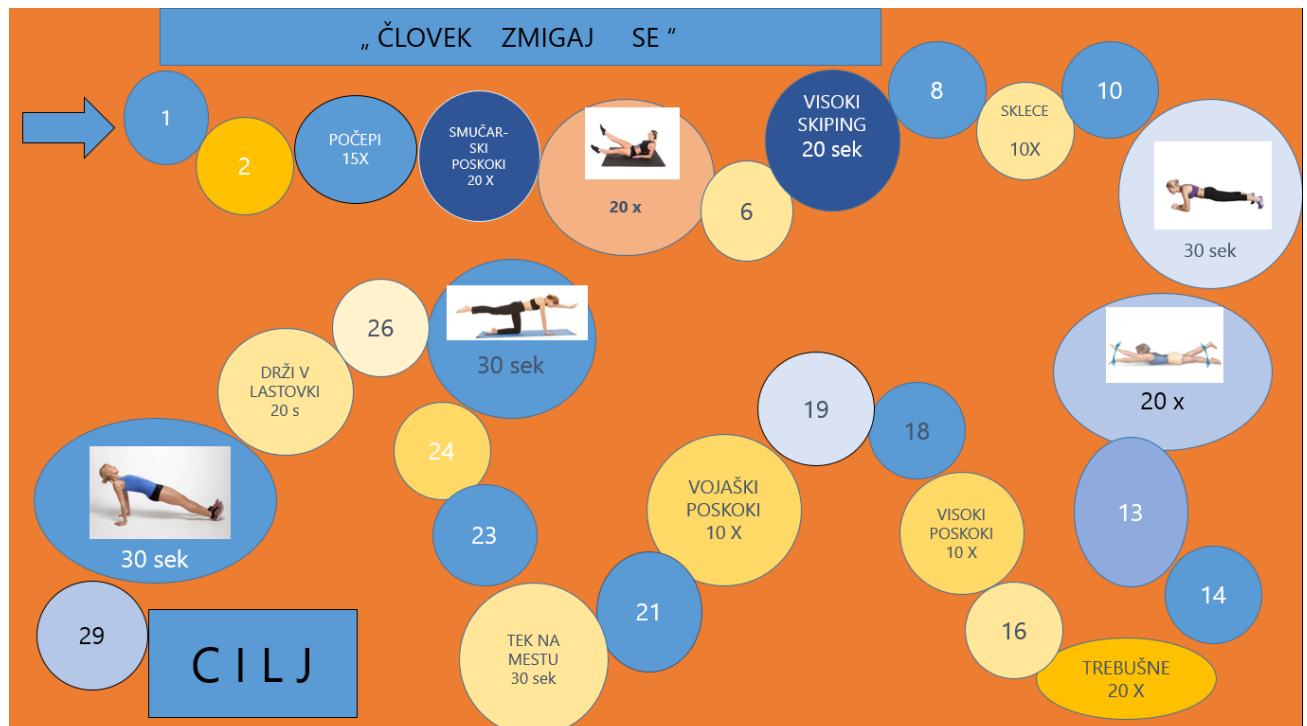 „ ČLOVEK ZMIGAJ SE “
1
2
POČEPI
15X
SMUČAR-
SKI
POSKOKI
20 X
20 x
6
VISOKI
SKIPING
20 sek
8
SKLECE
10X
10
30 sek
20 x
13
14
TREBUŠNE
20 X
16
VISOKI
POSKOKI
10 X
18
19
VOJAŠKI
POSKOKI
10 X
21
TEK NA
MESTU
30 sek
23
24
30 sek
26
DRŽI V
LASTOVKI
20 s
30 sek
29
C I L J